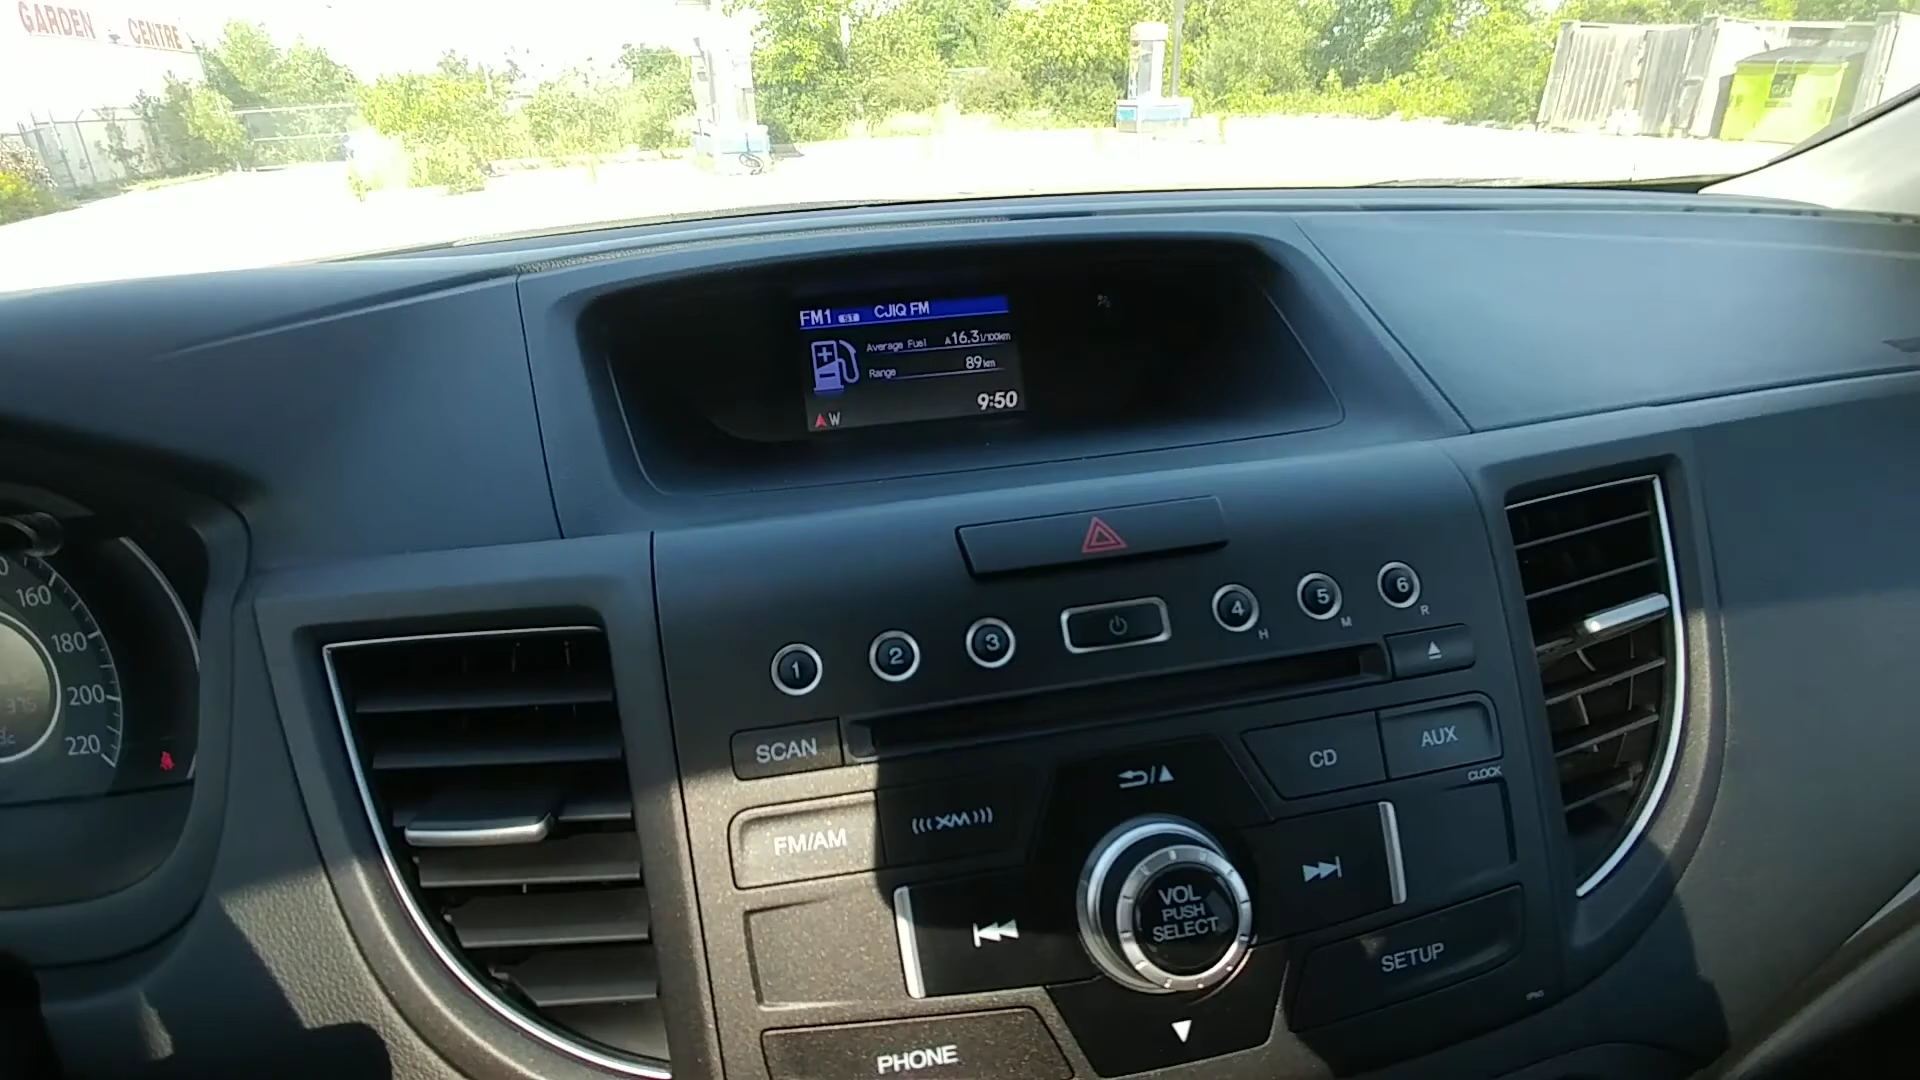 GARDEN CENTRE
FM1 ST CJIQ FM
Average Fuel A16.3l/100km
Range 89km
W 9:50
160
180
200
220
1 2 3 4 5 6
H M R
SCAN CD AUX
CLOCK
FM/AM XM
VOL
PUSH
SELECT
SETUP
PHONE